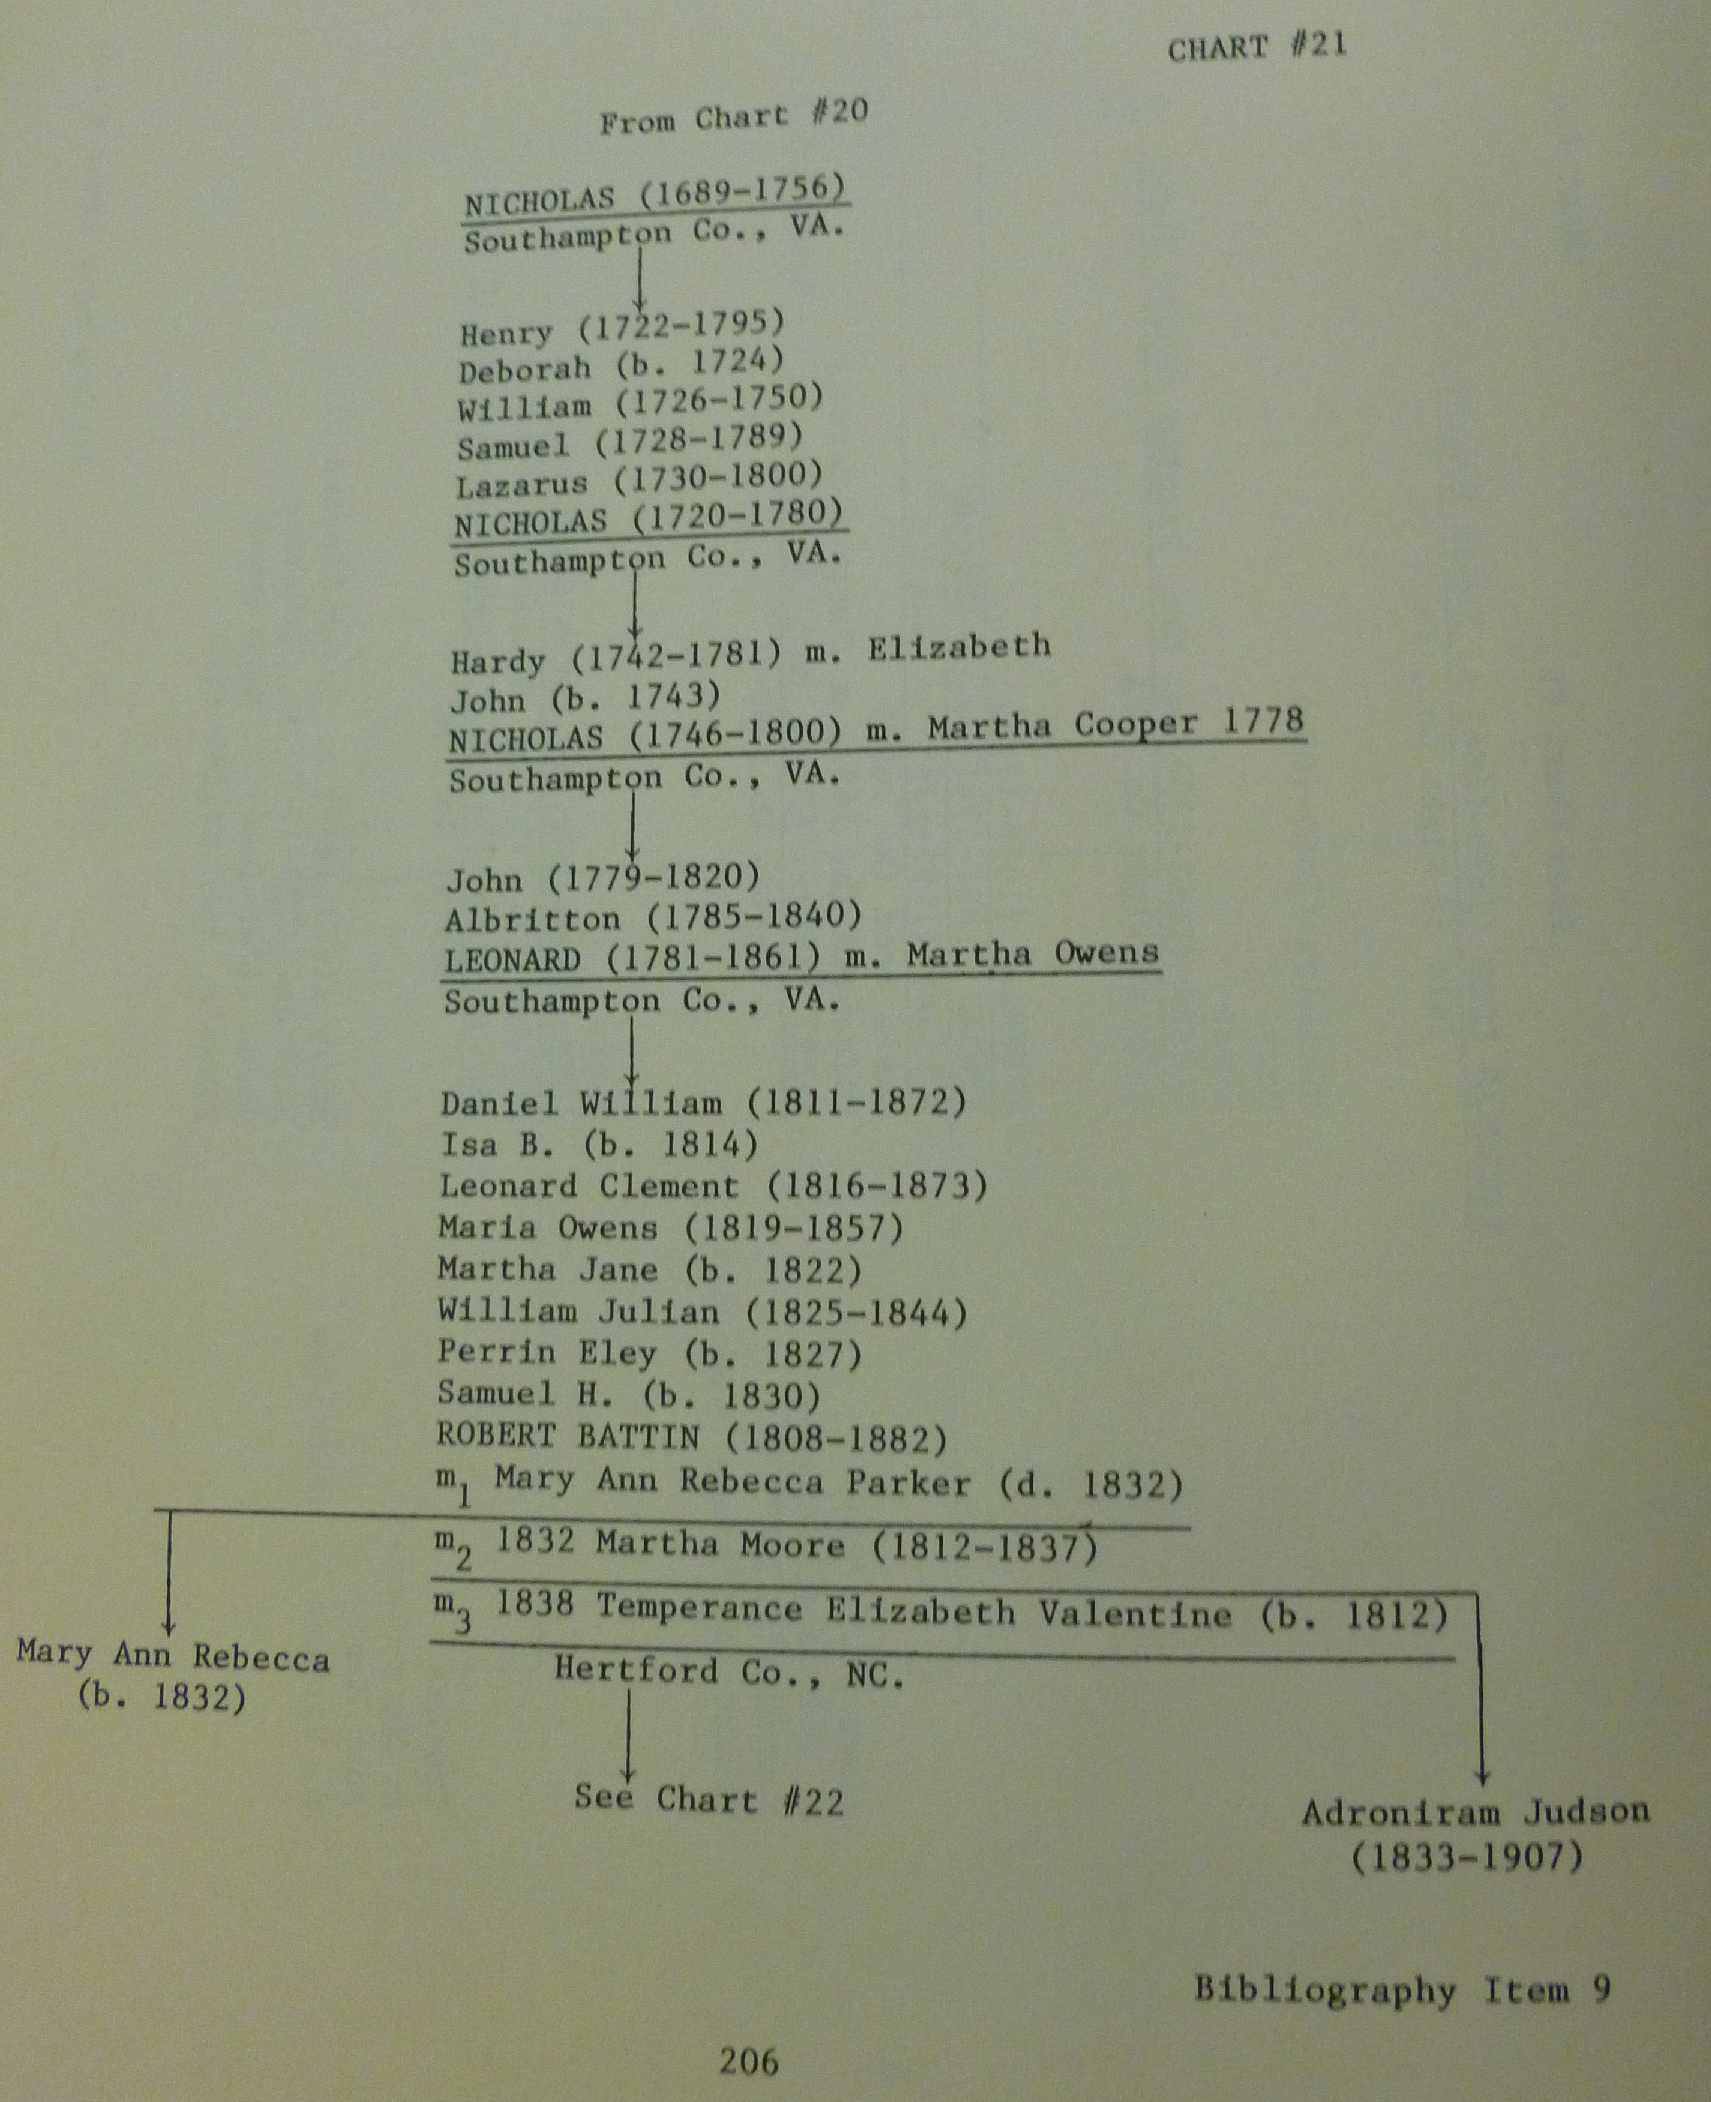 CHART #21
From Chart #20
NICHOLAS (1689-1756)
Southampton Co., VA.
Henry (1722-1795)
Deborah (b. 1724)
William (1726-1750)
Samuel (1728-1789)
Lazarus (1730-1800)
NICHOLAS (1720-1780)
Southampton Co., VA.
Hardy (1742-1781) m. Elizabeth
John (b. 1743)
NICHOLAS (1746-1800) m. Martha Cooper 1778
Southampton Co., VA.
John (1779-1820)
Albritton (1785-1840)
LEONARD (1781-1861) m. Martha Owens
Southampton Co., VA.
Daniel William (1811-1872)
Isa B. (b. 1814)
Leonard Clement (1816-1873)
Maria Owens (1819-1857)
Martha Jane (b. 1822)
William Julian (1825-1844)
Perrin Eley (b. 1827)
Samuel H. (b. 1830)
ROBERT BATTIN (1808-1882)
m1 Mary Ann Rebecca Parker (d. 1832)
m2 1832 Martha Moore (1812-1837)
m3 1838 Temperance Elizabeth Valentine (b. 1812)
Mary Ann Rebecca
(b. 1832)
Hertford Co., NC.
See Chart #22
Adroniram Judson
(1833-1907)
Bibliography Item 9
206